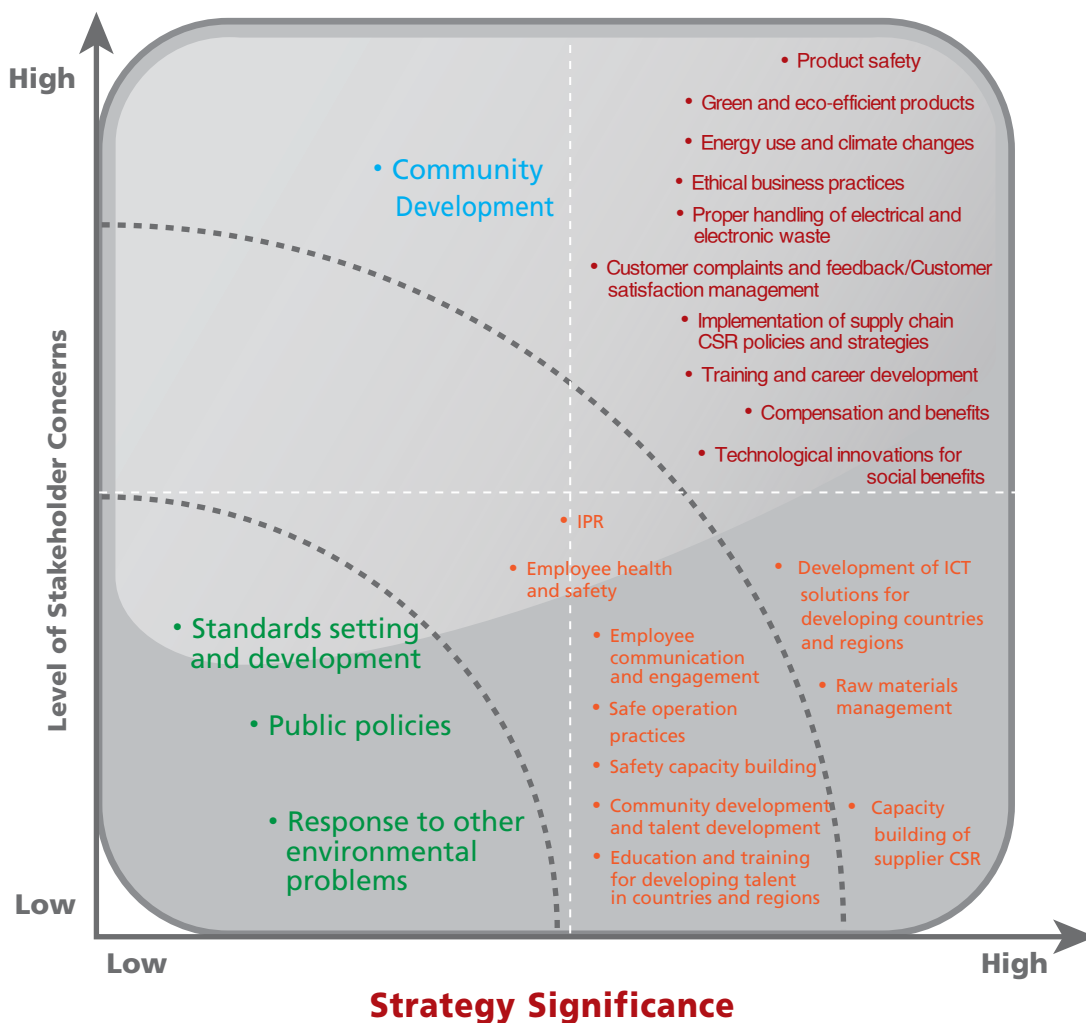 High
• Product safety
• Green and eco-efficient products
• Energy use and climate changes
• Community
Development
• Ethical business practices
• Proper handling of electrical and
electronic waste
• Customer complaints and feedback/Customer
satisfaction management
• Implementation of supply chain
CSR policies and strategies
• Training and career development
• Compensation and benefits
• Technological innovations for
social benefits
Level of Stakeholder Concerns
• IPR
• Employee health
and safety
• Development of ICT
solutions for
developing countries
and regions
• Standards setting
and development
• Employee
communication
and engagement
• Raw materials
management
• Public policies
• Safe operation
practices
• Safety capacity building
• Response to other
environmental
problems
• Community development
and talent development
• Capacity
building of
supplier CSR
• Education and training
for developing talent
in countries and regions
Low
Low
High
Strategy Significance